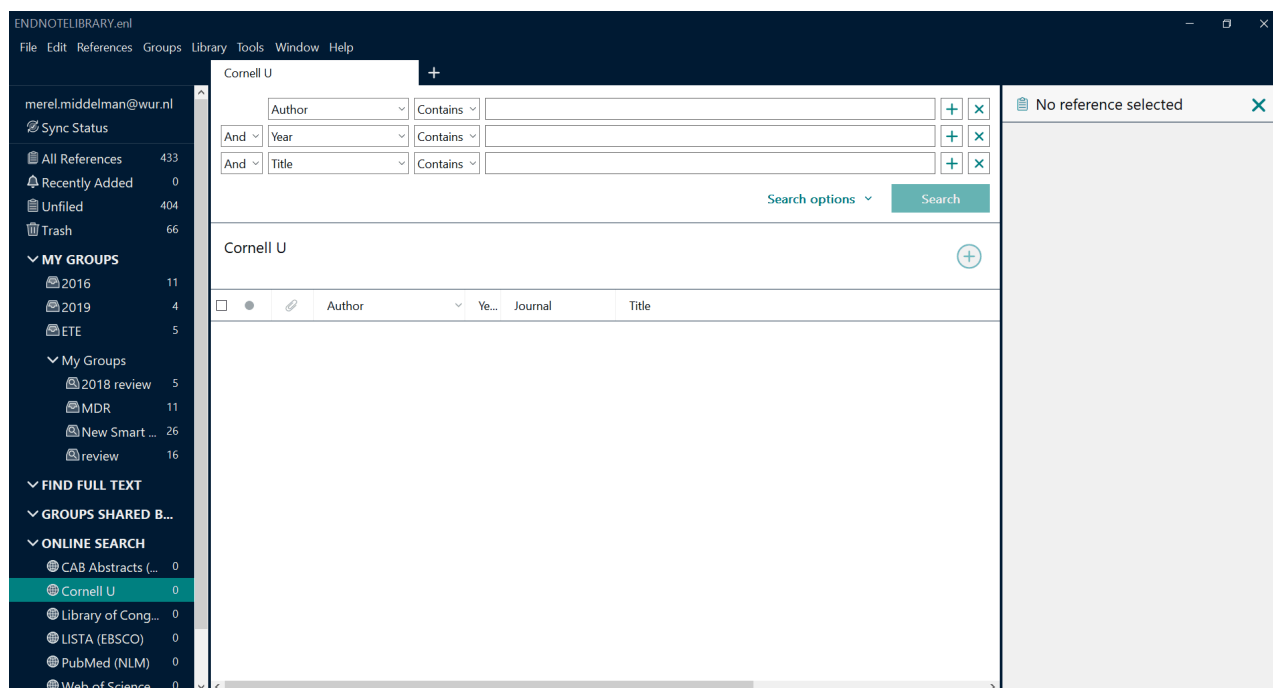 ENDNOTELIBRARY.enl
File Edit References Groups Library Tools Window Help
Cornell U
merel.middelman@wur.nl
Sync Status
All References 433
Recently Added 0
Unfiled 404
Trash 66
MY GROUPS
2016 11
2019 4
ETE 5
My Groups
2018 review 5
MDR 11
New Smart ... 26
review 16
FIND FULL TEXT
GROUPS SHARED B...
ONLINE SEARCH
CAB Abstracts (... 0
Cornell U 0
Library of Cong... 0
LISTA (EBSCO) 0
PubMed (NLM) 0
Web of Science 0
Author Contains
And Year Contains
And Title Contains
Search options Search
Cornell U
Author Ye... Journal Title
No reference selected